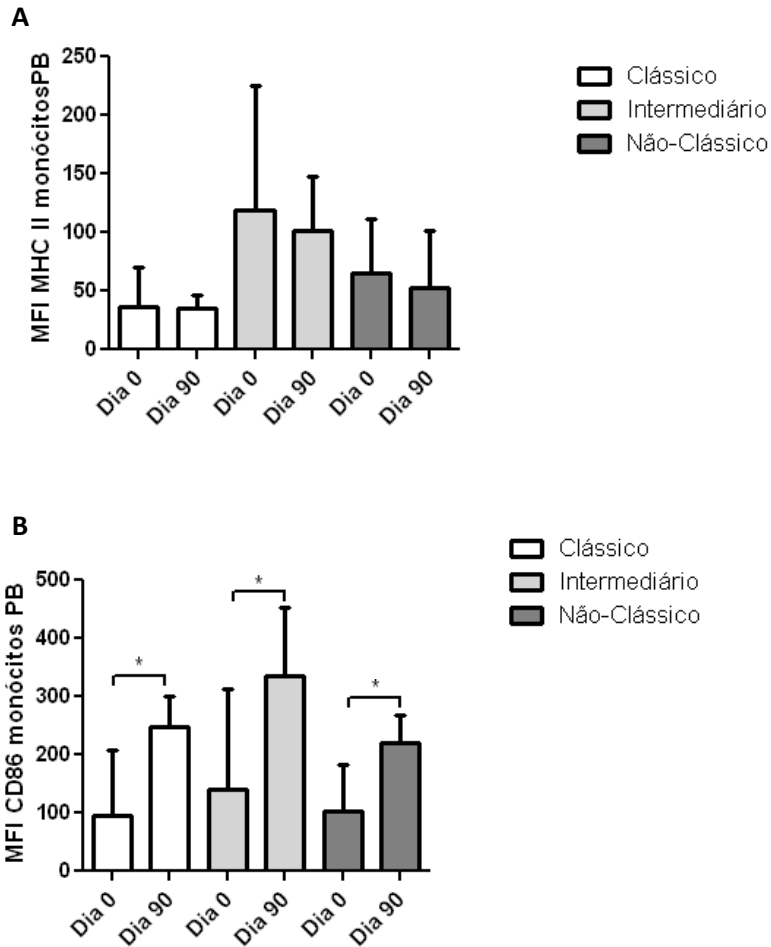 A
MFI MHC II monócitosPB
250
200
150
100
50
0
Dia 0
Dia 90
Dia 0
Dia 90
Dia 0
Dia 90
Clássico
Intermediário
Não-Clássico
B
MFI CD86 monócitos PB
500
400
300
200
100
0
*
*
*
Dia 0
Dia 90
Dia 0
Dia 90
Dia 0
Dia 90
Clássico
Intermediário
Não-Clássico